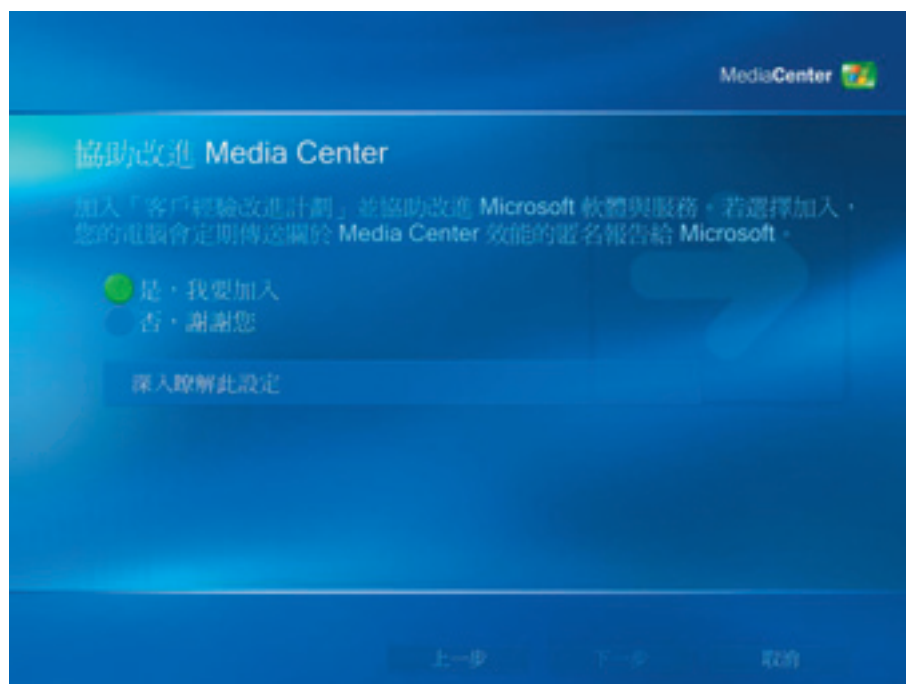 MediaCenter
協助改進 Media Center
加入「客戶經驗改進計劃」並協助改進 Microsoft 軟體與服務。若選擇加入，
您的電腦會定期傳送關於 Media Center 效能的匿名報告給 Microsoft。
是，我要加入
否，謝謝您
深入瞭解此設定
上一步
下一步
取消